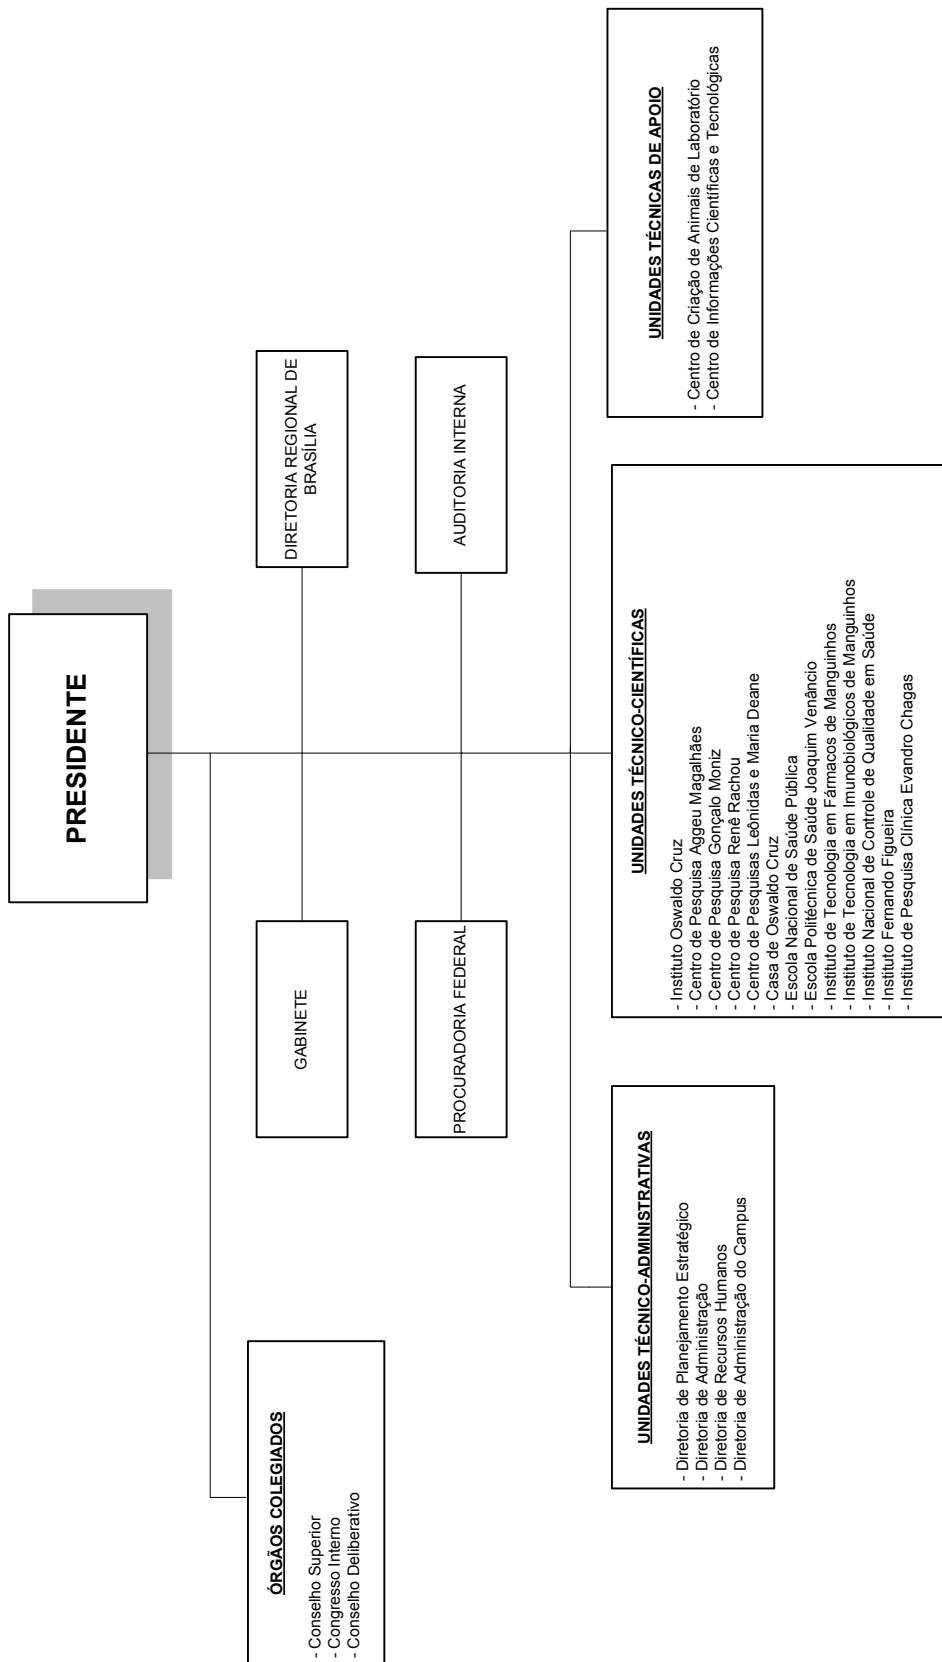 PRESIDENTE
ÓRGÃOS COLEGIADOS
- Conselho Superior
- Congresso Interno
- Conselho Deliberativo
GABINETE
DIRETORIA REGIONAL DE
BRASÍLIA
PROCURADORIA FEDERAL
AUDITORIA INTERNA
UNIDADES TÉCNICO-ADMINISTRATIVAS
- Diretoria de Planejamento Estratégico
- Diretoria de Administração
- Diretoria de Recursos Humanos
- Diretoria de Administração do Campus
UNIDADES TÉCNICO-CIENTÍFICAS
- Instituto Oswaldo Cruz
- Centro de Pesquisa Aggeu Magalhães
- Centro de Pesquisa Gonçalo Moniz
- Centro de Pesquisa Renê Rachou
- Centro de Pesquisas Leônidas e Maria Deane
- Casa de Oswaldo Cruz
- Escola Nacional de Saúde Pública
- Escola Politécnica de Saúde Joaquim Venâncio
- Instituto de Tecnologia em Fármacos de Manguinhos
- Instituto de Tecnologia em Imunobiológicos de Manguinhos
- Instituto Nacional de Controle de Qualidade em Saúde
- Instituto Fernando Figueira
- Instituto de Pesquisa Clínica Evandro Chagas
UNIDADES TÉCNICAS DE APOIO
- Centro de Criação de Animais de Laboratório
- Centro de Informações Científicas e Tecnológicas